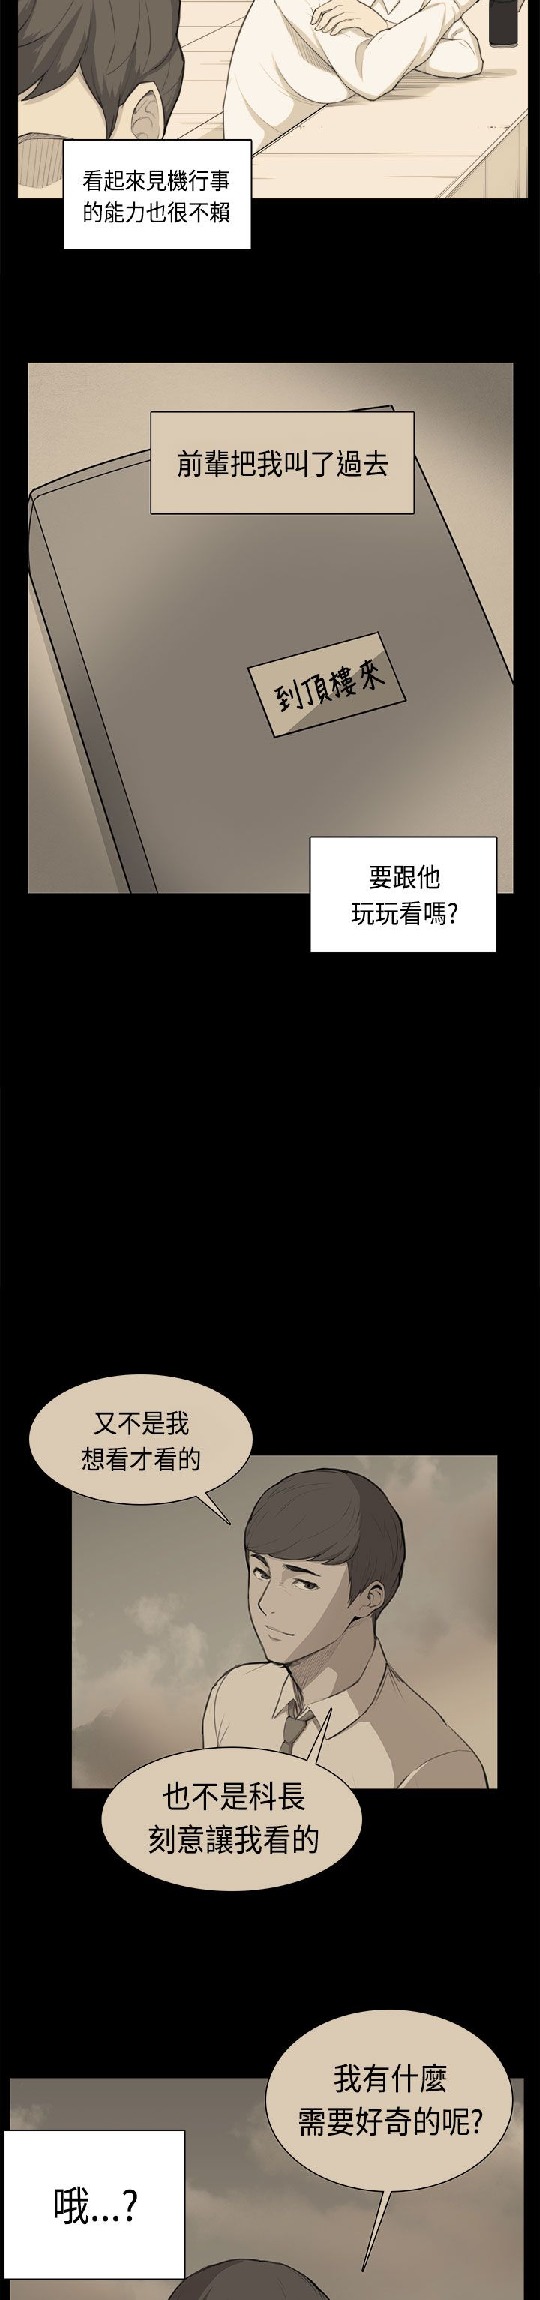 看起來見機行事
的能力也很不賴
前輩把我叫了過去
到頂樓來
要跟他
玩玩看嗎?
又不是我
想看才看的
也不是科長
刻意讓我看的
我有什麼
需要好奇的呢?
哦...?